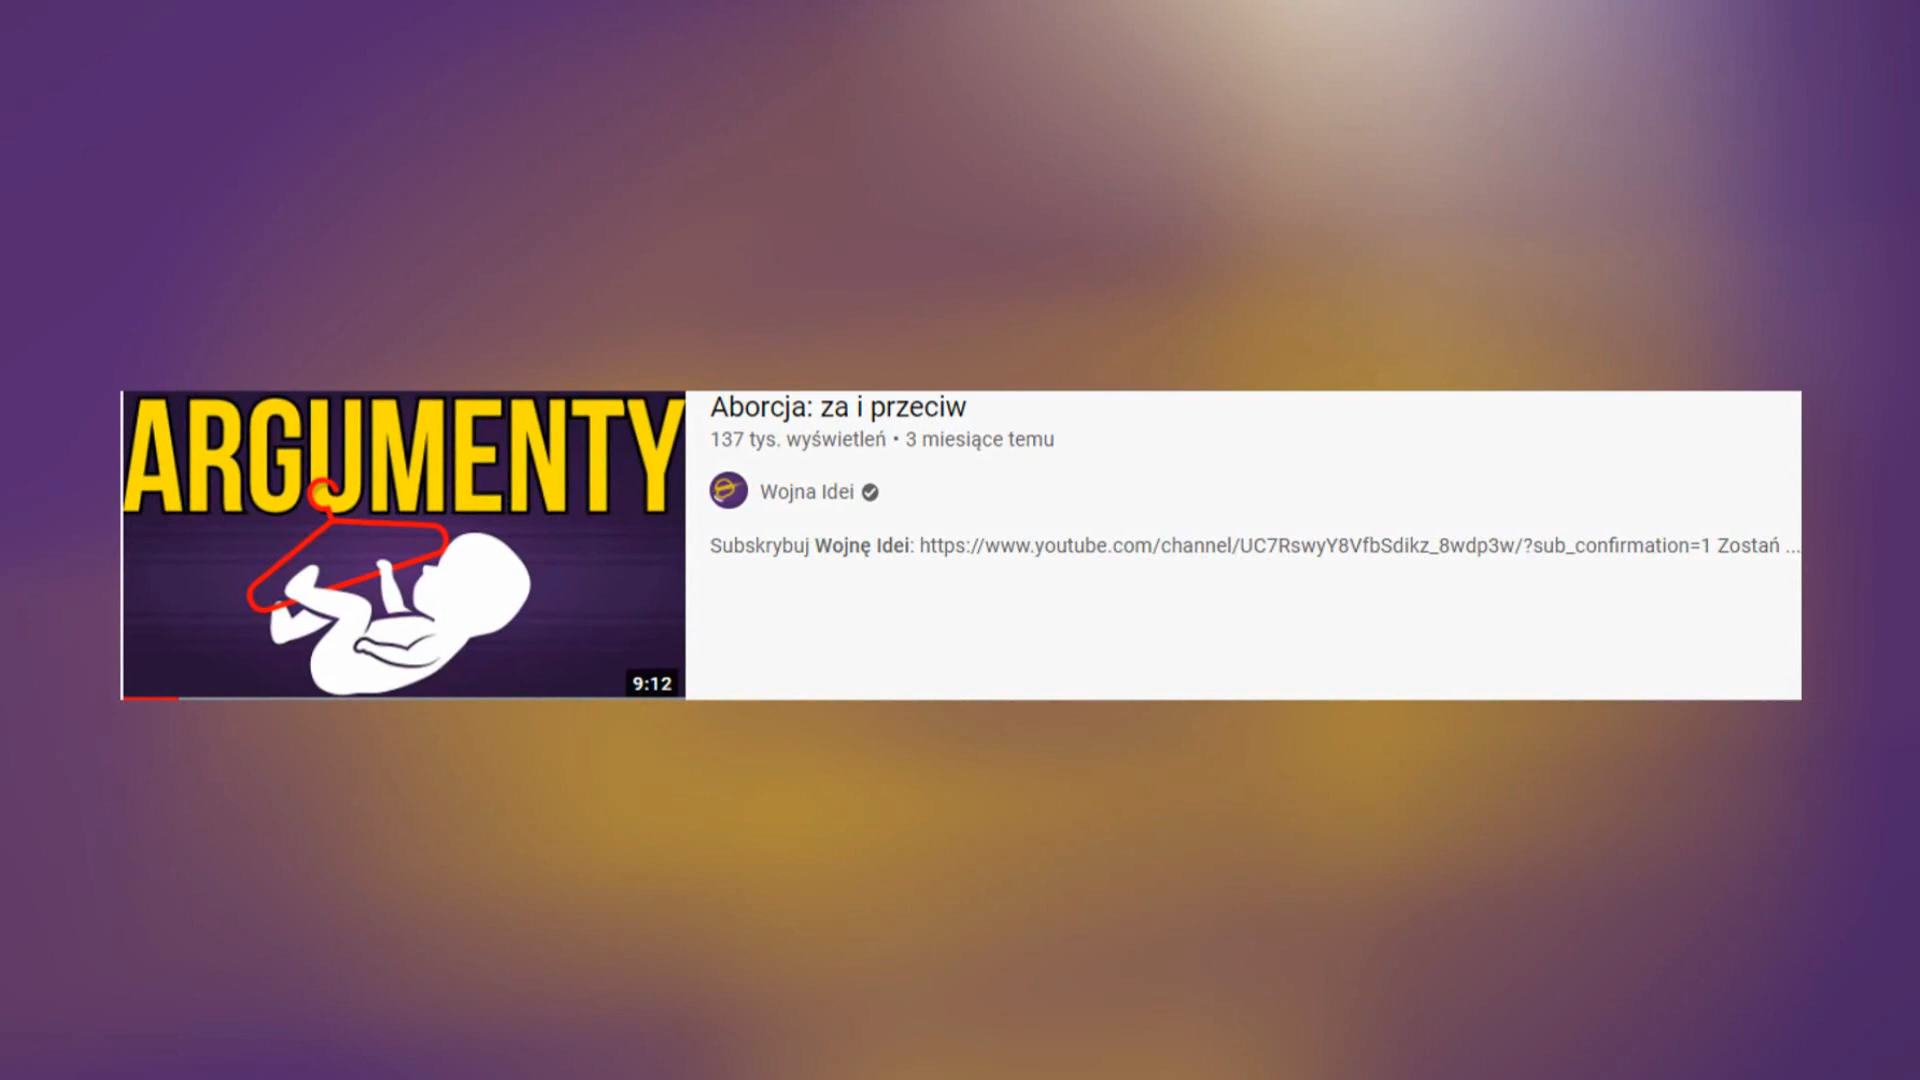 ARGUMENTY
9:12
Aborcja: za i przeciw
137 tys. wyświetleń • 3 miesiące temu
Wojna Idei
Subskrybuj Wojnę Idei: https://www.youtube.com/channel/UC7RswyY8VfbSdikz_8wdp3w/?sub_confirmation=1 Zostań ...